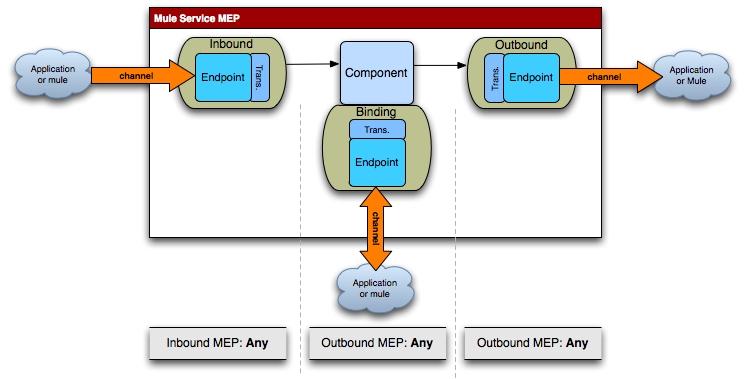 Mule Service MEP
Inbound
Outbound
Application
or mule
channel
Endpoint
Trans.
Component
Trans.
Endpoint
channel
Application
or Mule
Binding
Trans.
Endpoint
channel
Application
or mule
Inbound MEP: Any
Outbound MEP: Any
Outbound MEP: Any